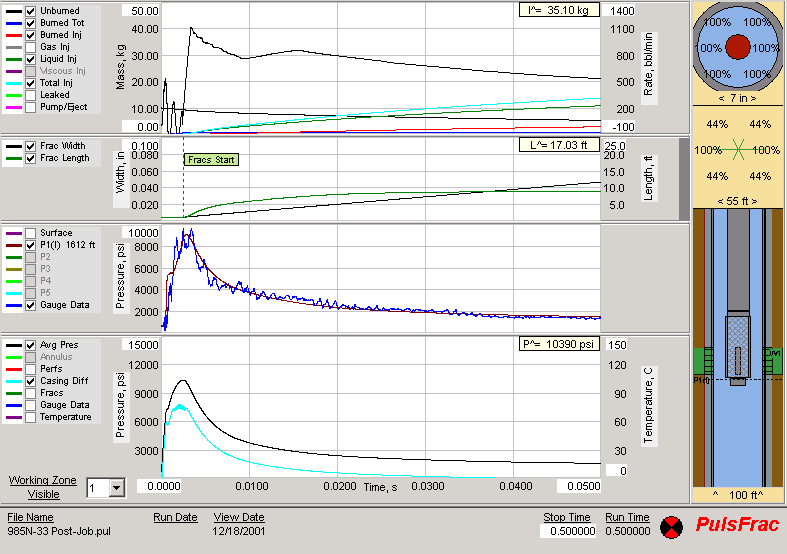 Unburned
Burned Tot
Burned Inj
Gas Inj
Liquid Inj
Viscous Inj
Total Inj
Leaked
Pump/Eject
Mass, kg
50.00
40.00
30.00
20.00
10.00
0.00
I^= 35.10 kg
1400
1100
800
500
200
-100
Rate, bbl/min
Frac Width
Frac Length
Width, in
0.100
0.080
0.060
0.040
0.020
Fracs Start
L^= 17.03 ft
25.0
20.0
15.0
10.0
5.0
Length, ft
Surface
P1(I) 1612 ft
P2
P3
P4
P5
Gauge Data
Pressure, psi
10000
8000
6000
4000
2000
0
Avg Pres
Annulus
Perfs
Casing Diff
Fracs
Gauge Data
Temperature
Pressure, psi
15000
12000
9000
6000
3000
P^= 10390 psi
150
120
90
60
30
0
Temperature, C
0.0000
0.0100
0.0200
Time, s
0.0300
0.0400
0.0500
Working Zone
Visible
1
100% 100%
100% 100%
100% 100%
< 7 in >
44% 44%
100% 100%
44% 44%
< 55 ft >
P1(I)
^ 100 ft^
File Name
985N-33 Post-Job.pul
Run Date
View Date
12/18/2001
Stop Time
0.500000
Run Time
0.500000
PulsFrac